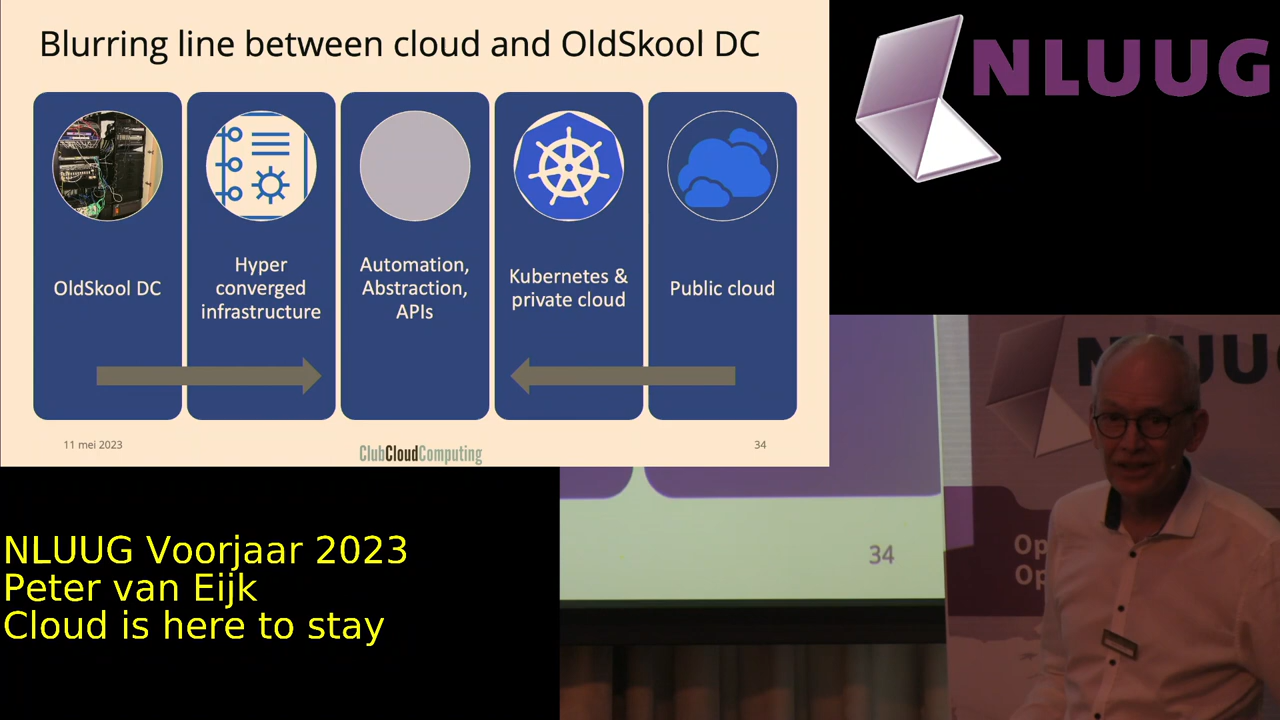 Blurring line between cloud and OldSkool DC
OldSkool DC
Hyper
converged
infrastructure
Automation,
Abstraction,
APIs
Kubernetes &
private cloud
Public cloud
11 mei 2023
ClubCloudComputing
34
NLUUG
34
Op
Op
NLUUG Voorjaar 2023
Peter van Eijk
Cloud is here to stay